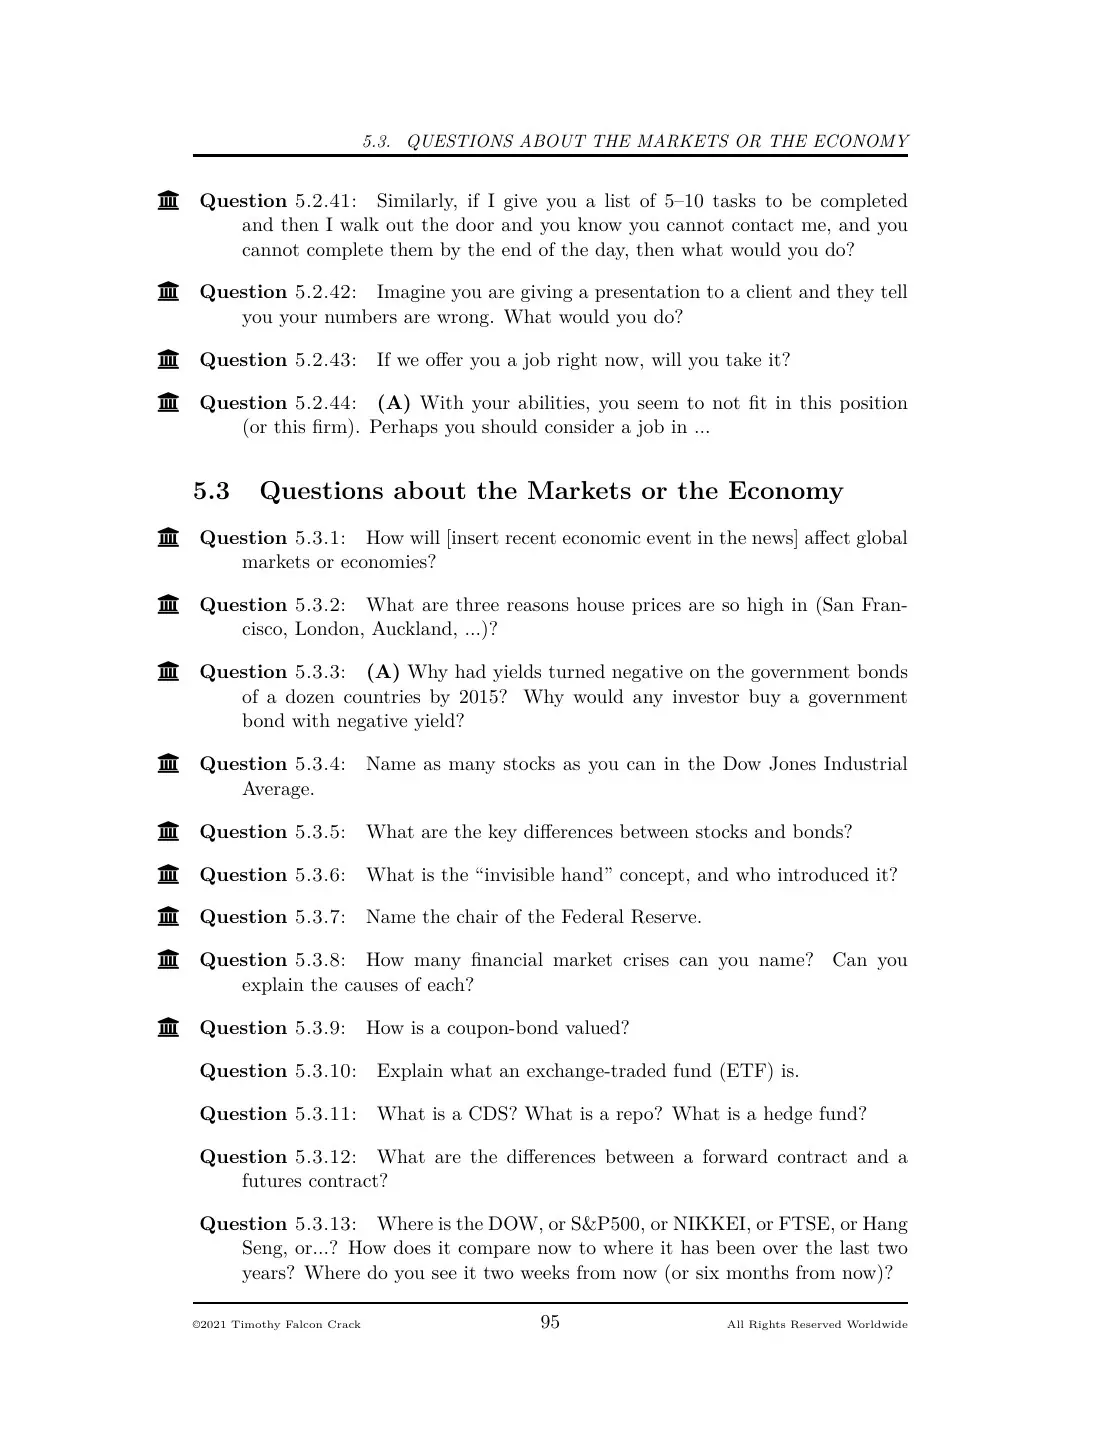 5.3. QUESTIONS ABOUT THE MARKETS OR THE ECONOMY
Question 5.2.41: Similarly, if I give you a list of 5–10 tasks to be completed
and then I walk out the door and you know you cannot contact me, and you
cannot complete them by the end of the day, then what would you do?
Question 5.2.42: Imagine you are giving a presentation to a client and they tell
you your numbers are wrong. What would you do?
Question 5.2.43: If we offer you a job right now, will you take it?
Question 5.2.44: (A) With your abilities, you seem to not fit in this position
(or this firm). Perhaps you should consider a job in ...
5.3 Questions about the Markets or the Economy
Question 5.3.1: How will [insert recent economic event in the news] affect global
markets or economies?
Question 5.3.2: What are three reasons house prices are so high in (San Fran-
cisco, London, Auckland, ...)?
Question 5.3.3: (A) Why had yields turned negative on the government bonds
of a dozen countries by 2015? Why would any investor buy a government
bond with negative yield?
Question 5.3.4: Name as many stocks as you can in the Dow Jones Industrial
Average.
Question 5.3.5: What are the key differences between stocks and bonds?
Question 5.3.6: What is the “invisible hand” concept, and who introduced it?
Question 5.3.7: Name the chair of the Federal Reserve.
Question 5.3.8: How many financial market crises can you name? Can you
explain the causes of each?
Question 5.3.9: How is a coupon-bond valued?
Question 5.3.10: Explain what an exchange-traded fund (ETF) is.
Question 5.3.11: What is a CDS? What is a repo? What is a hedge fund?
Question 5.3.12: What are the differences between a forward contract and a
futures contract?
Question 5.3.13: Where is the DOW, or S&P500, or NIKKEI, or FTSE, or Hang
Seng, or...? How does it compare now to where it has been over the last two
years? Where do you see it two weeks from now (or six months from now)?
©2021 Timothy Falcon Crack 95 All Rights Reserved Worldwide